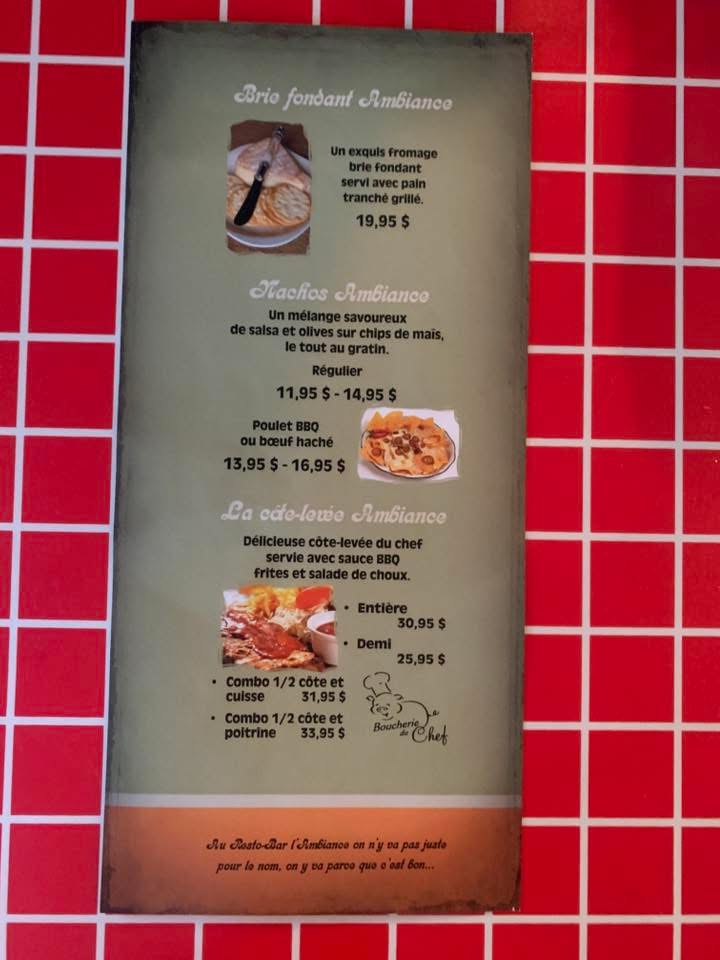 Brie fondant Ambiance
Un exquis fromage
brie fondant
servi avec pain
tranché grillé.
19,95 $
Nachos Ambiance
Un mélange savoureux
de salsa et olives sur chips de maïs,
le tout au gratin.
Régulier
11,95 $ - 14,95 $
Poulet BBQ
ou bœuf haché
13,95 $ - 16,95 $
La côte-levée Ambiance
Délicieuse côte-levée du chef
servie avec sauce BBQ
frites et salade de choux.
• Entière
30,95 $
• Demi
25,95 $
• Combo 1/2 côte et
cuisse 31,95 $
• Combo 1/2 côte et
poitrine 33,95 $
Boucherie
de Chef
Au Resto-Bar l'Ambiance on n'y va pas juste
pour le nom, on y va parce que c'est bon...